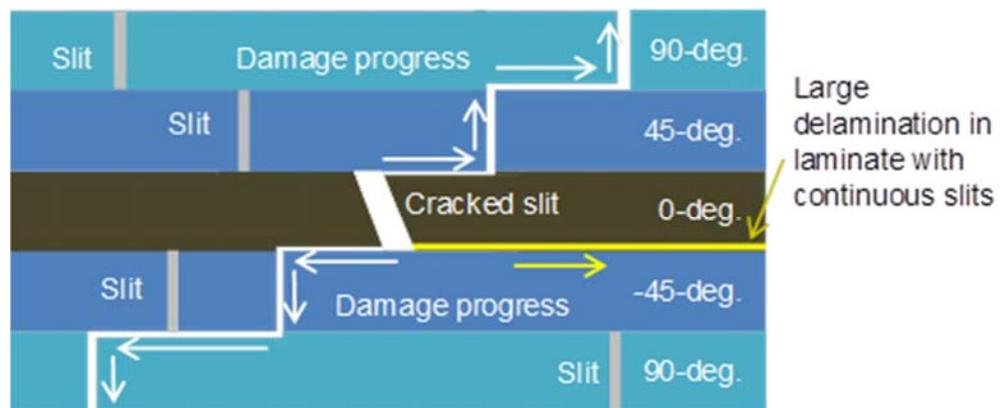 Slit
Damage progress
90-deg.
Slit
45-deg.
Cracked slit
0-deg.
Slit
Damage progress
-45-deg.
Slit
90-deg.
Large
delamination in
laminate with
continuous slits